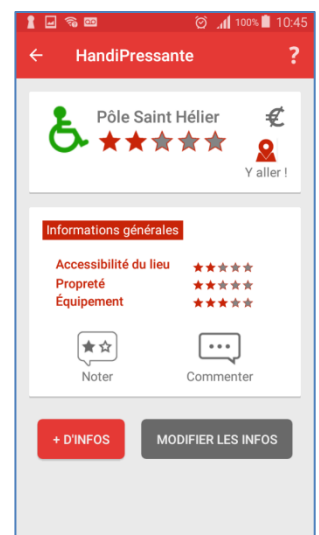 100% 10:45
HandiPressante ?
Pôle Saint Hélier
Y aller !
Informations générales
Accessibilité du lieu
Propreté
Équipement
Noter Commenter
+ D'INFOS MODIFIER LES INFOS